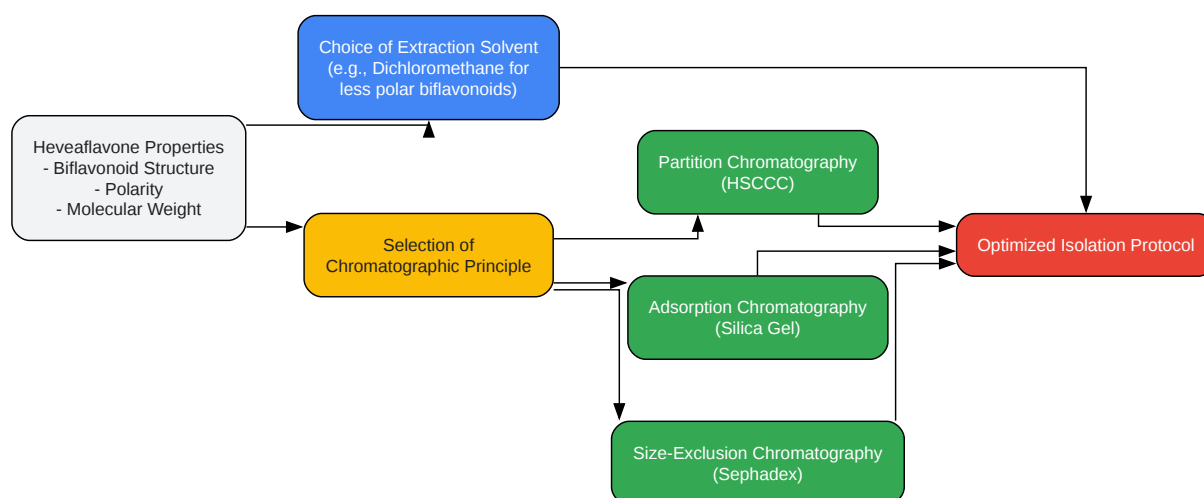 Choice of Extraction Solvent
(e.g., Dichloromethane for
less polar biflavonoids)
Heveaflavone Properties
- Biflavonoid Structure
- Polarity
- Molecular Weight
Partition Chromatography
(HSCCC)
Selection of
Chromatographic Principle
Optimized Isolation Protocol
Adsorption Chromatography
(Silica Gel)
Size-Exclusion Chromatography
(Sephadex)